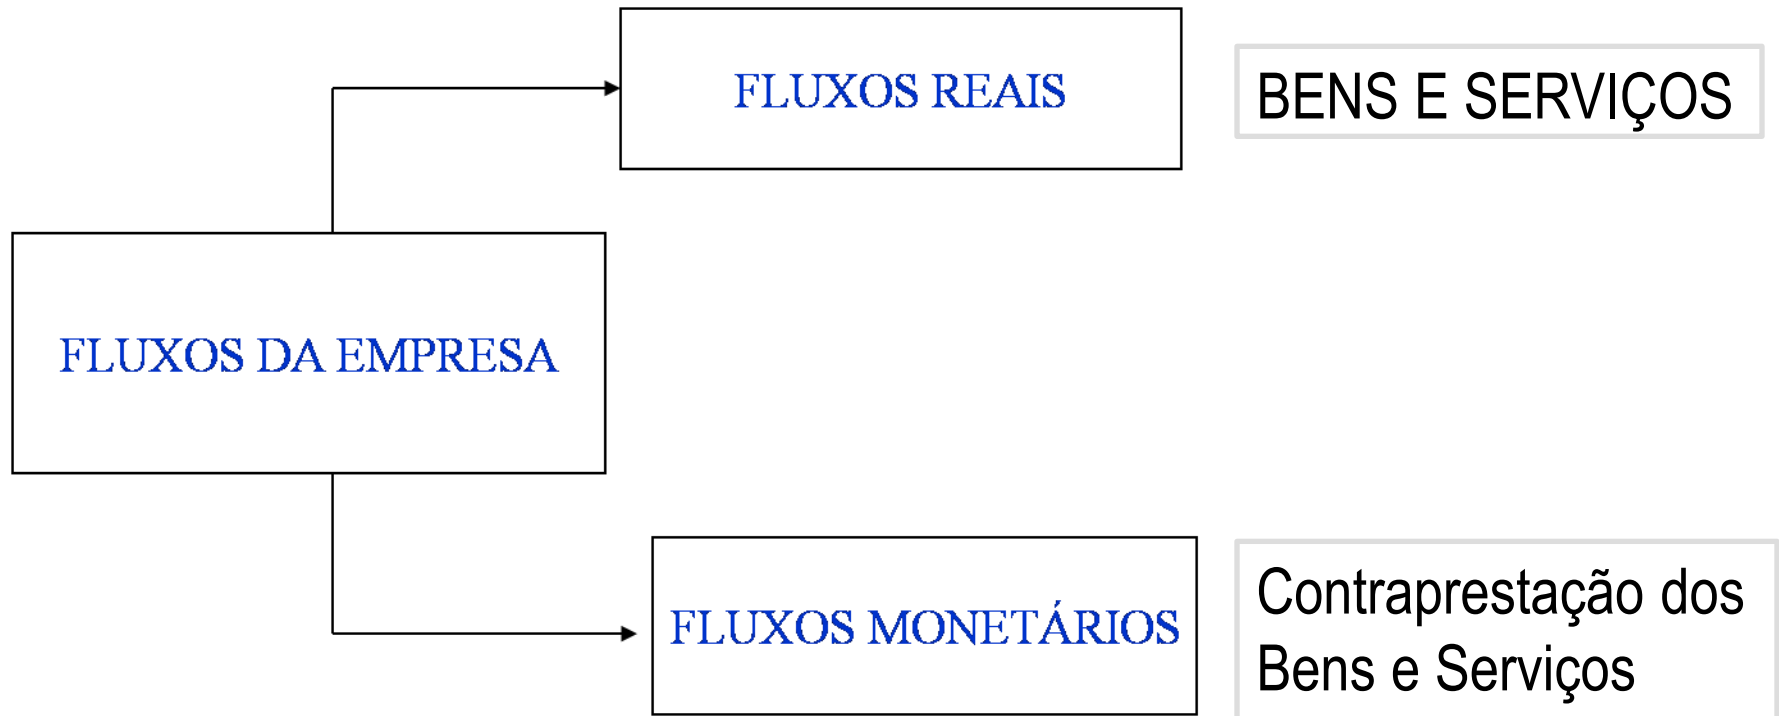 FLUXOS REAIS
BENS E SERVIÇOS
FLUXOS DA EMPRESA
FLUXOS MONETÁRIOS
Contraprestação dos
Bens e Serviços